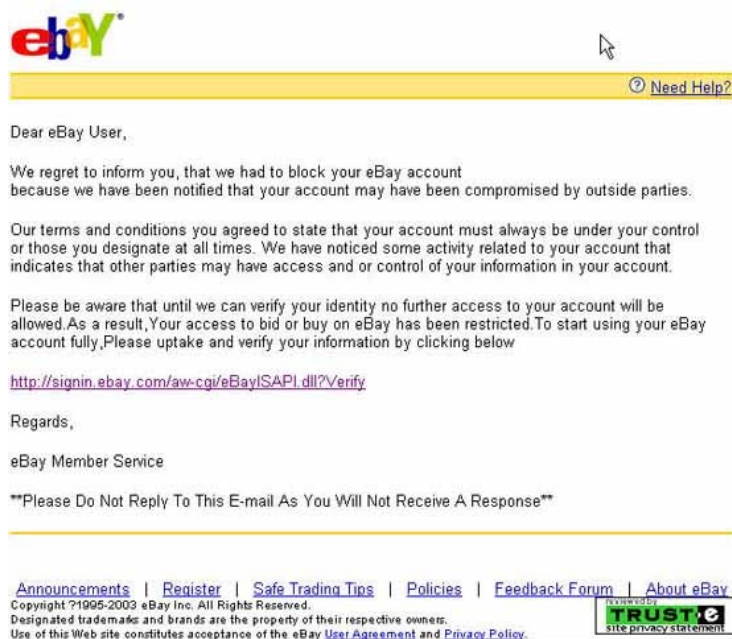 ebaY
Need Help?
Dear eBay User,
We regret to inform you, that we had to block your eBay account
because we have been notified that your account may have been compromised by outside parties.
Our terms and conditions you agreed to state that your account must always be under your control
or those you designate at all times. We have noticed some activity related to your account that
indicates that other parties may have access and or control of your information in your account.
Please be aware that until we can verify your identity no further access to your account will be
allowed.As a result,Your access to bid or buy on eBay has been restricted.To start using your eBay
account fully,Please uptake and verify your information by clicking below
http://signin.ebay.com/aw-cgi/eBayISAPI.dll?Verify
Regards,
eBay Member Service
**Please Do Not Reply To This E-mail As You Will Not Receive A Response**
Announcements | Register | Safe Trading Tips | Policies | Feedback Forum | About eBay
Copyright ?1995-2003 eBay Inc. All Rights Reserved.
Designated trademarks and brands are the property of their respective owners.
Use of this Web site constitutes acceptance of the eBay User Agreement and Privacy Policy.
reviewed by
TRUSTe
site privacy statement